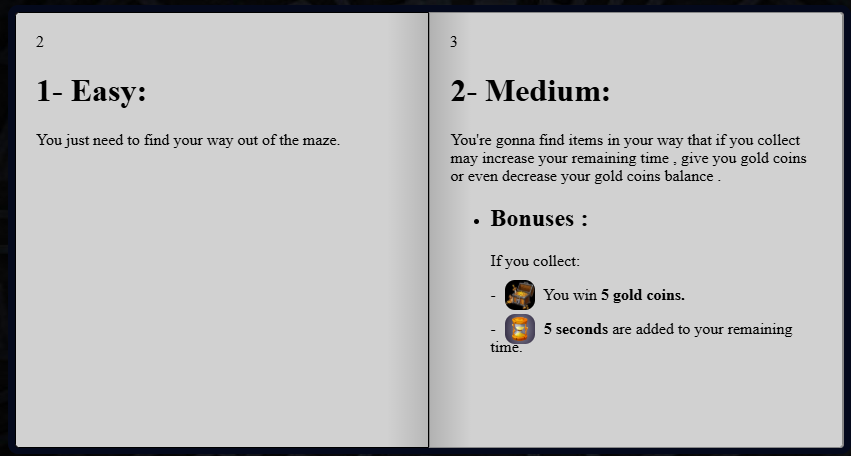 2
1- Easy:
You just need to find your way out of the maze.
3
2- Medium:
You're gonna find items in your way that if you collect
may increase your remaining time , give you gold coins
or even decrease your gold coins balance .
• Bonuses :
If you collect:
- You win 5 gold coins.
- 5 seconds are added to your remaining
time.